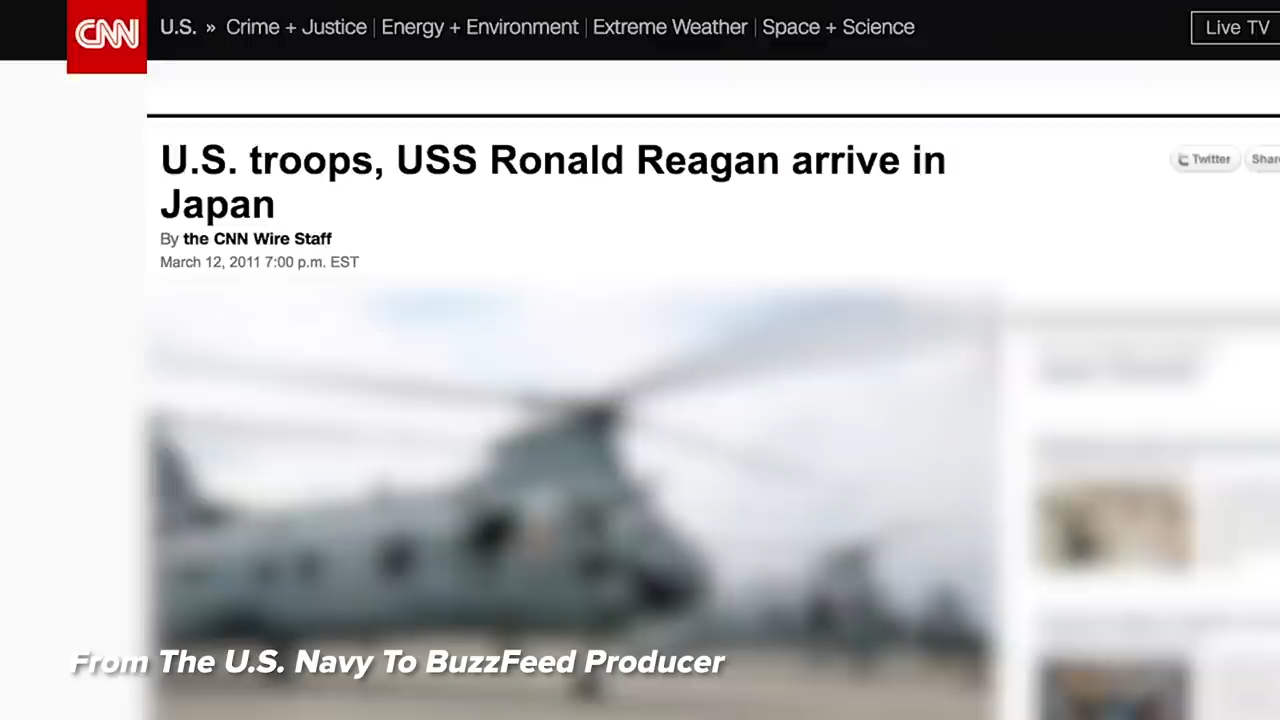 CNN U.S. » Crime + Justice | Energy + Environment | Extreme Weather | Space + Science Live TV
U.S. troops, USS Ronald Reagan arrive in
Japan
Twitter
By the CNN Wire Staff
March 12, 2011 7:00 p.m. EST
From The U.S. Navy To BuzzFeed Producer